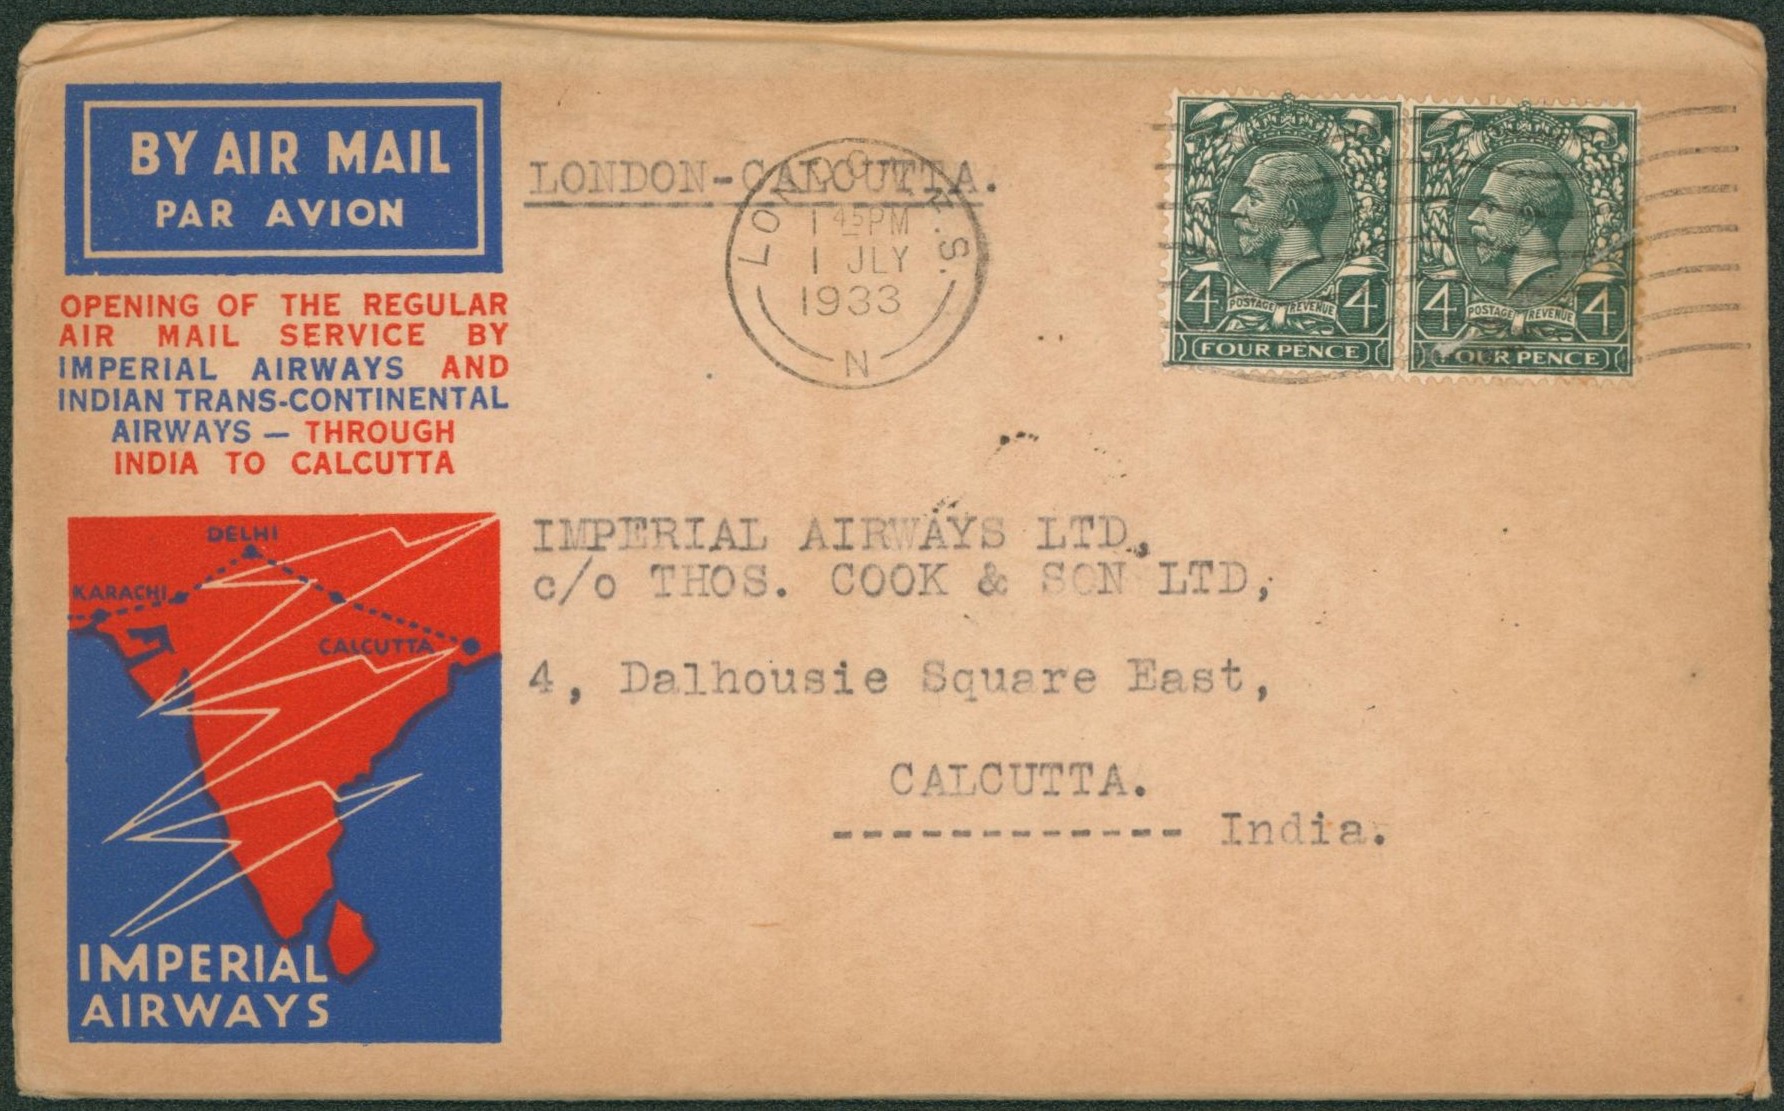 BY AIR MAIL
PAR AVION
OPENING OF THE REGULAR
AIR MAIL SERVICE BY
IMPERIAL AIRWAYS AND
INDIAN TRANS-CONTINENTAL
AIRWAYS — THROUGH
INDIA TO CALCUTTA
DELHI
KARACHI
CALCUTTA
IMPERIAL
AIRWAYS
LONDON-CALCUTTA.
1 45PM
1 JLY
1933
N
4 POSTAGE REVENUE 4
FOUR PENCE
4 POSTAGE REVENUE 4
FOUR PENCE
IMPERIAL AIRWAYS LTD,
c/o THOS. COOK & SON LTD,
4, Dalhousie Square East,
CALCUTTA.
------------ India.